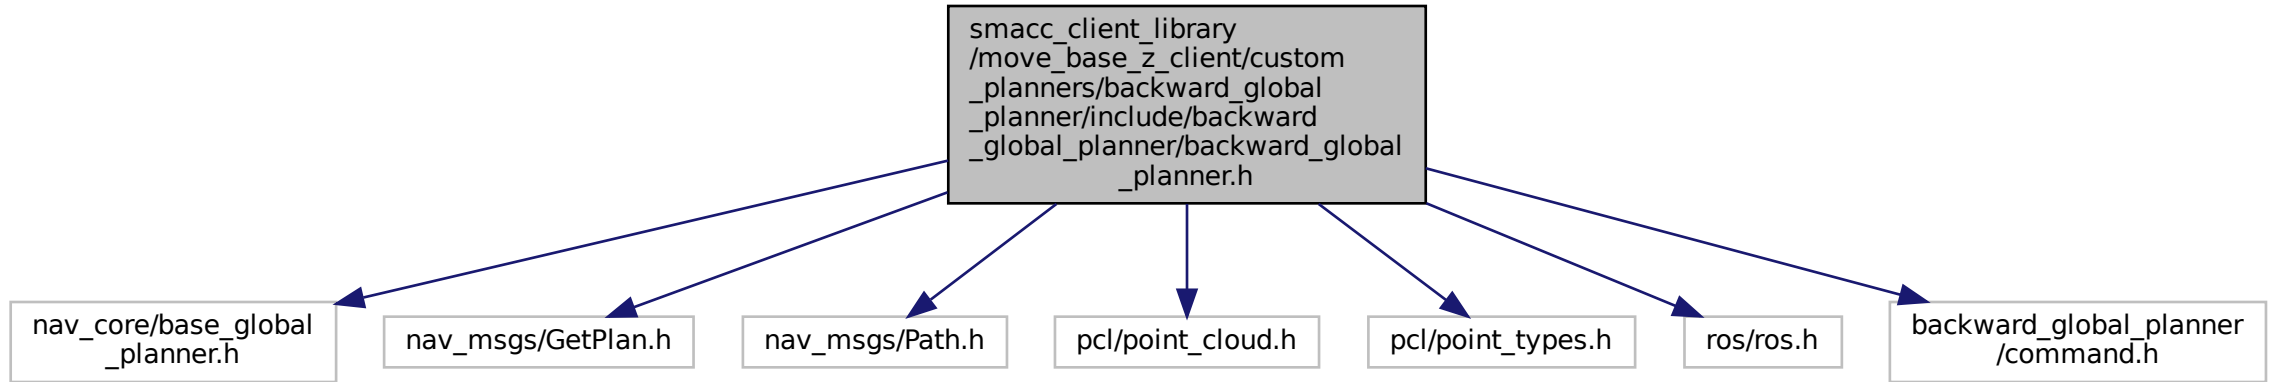 smacc_client_library
/move_base_z_client/custom
_planners/backward_global
_planner/include/backward
_global_planner/backward_global
_planner.h
nav_core/base_global
_planner.h
nav_msgs/GetPlan.h
nav_msgs/Path.h
pcl/point_cloud.h
pcl/point_types.h
ros/ros.h
backward_global_planner
/command.h